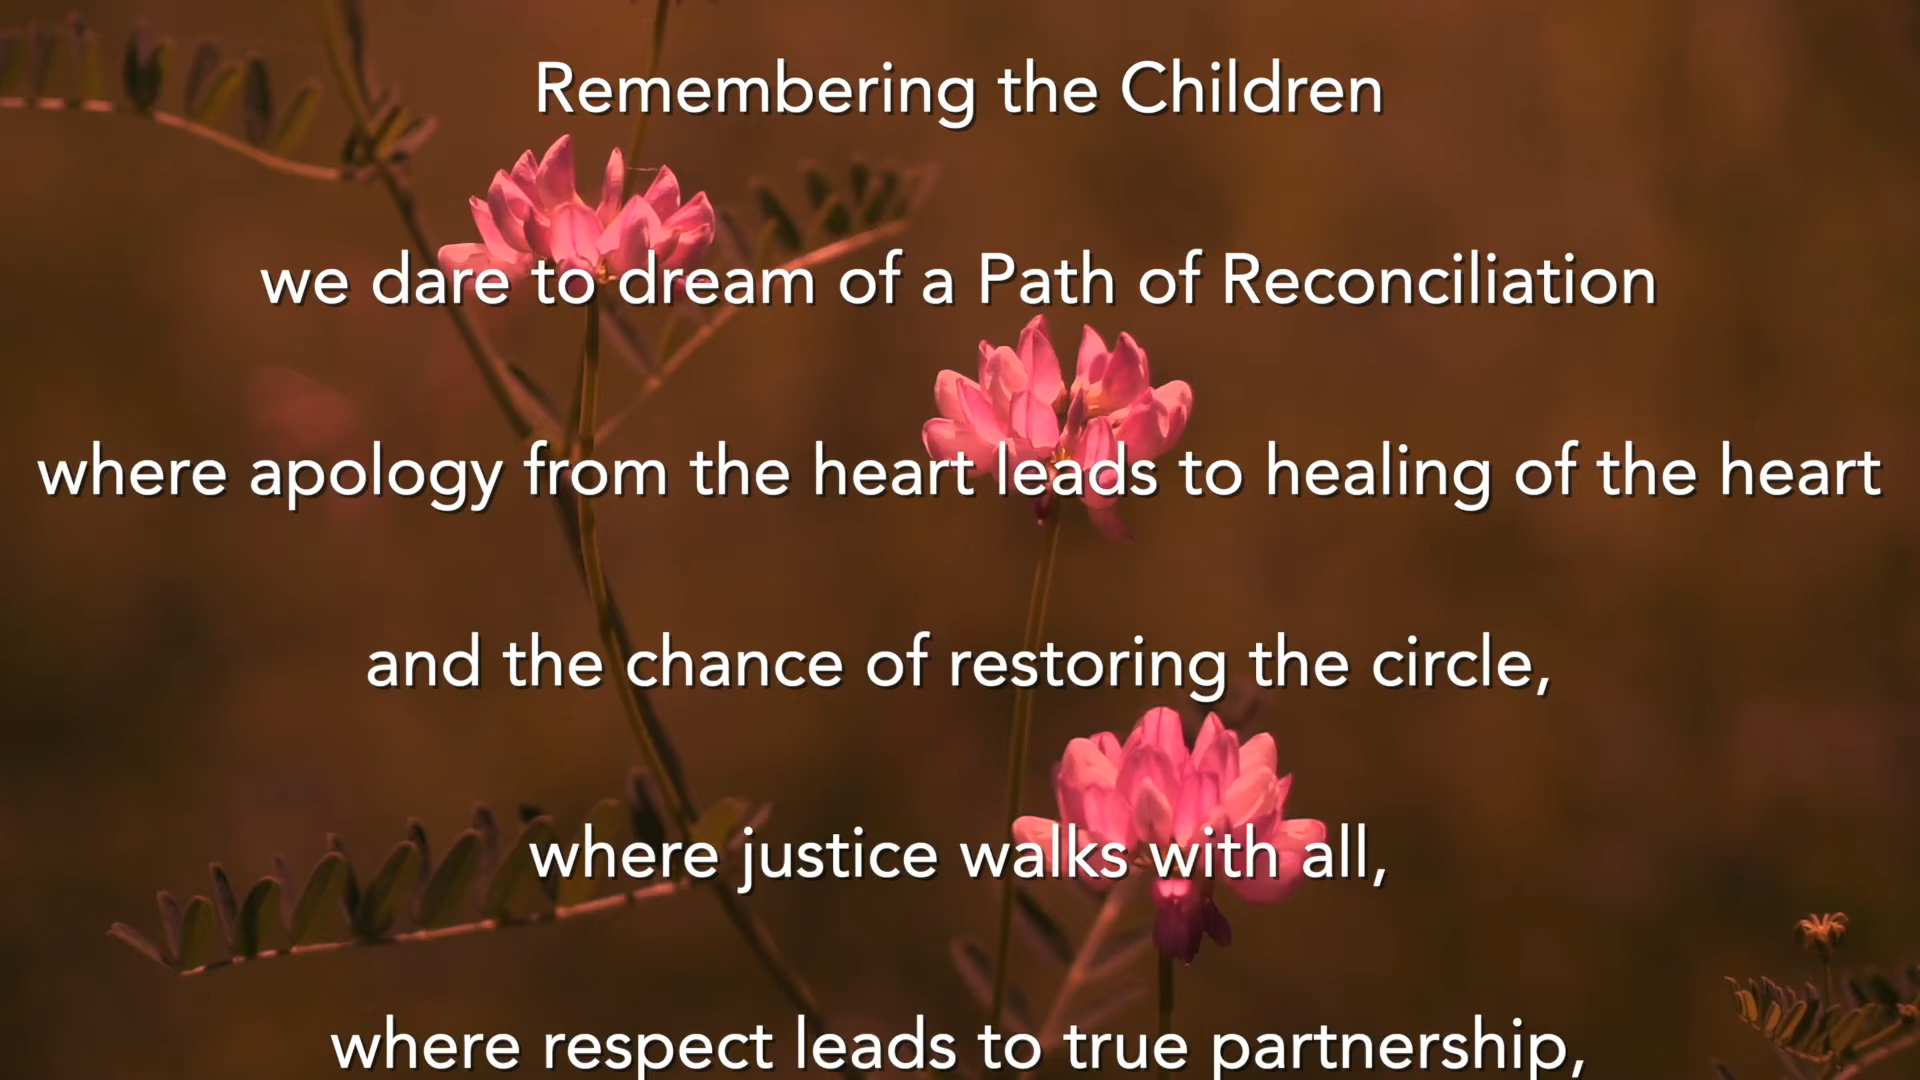 Remembering the Children
we dare to dream of a Path of Reconciliation
where apology from the heart leads to healing of the heart
and the chance of restoring the circle,
where justice walks with all,
where respect leads to true partnership,